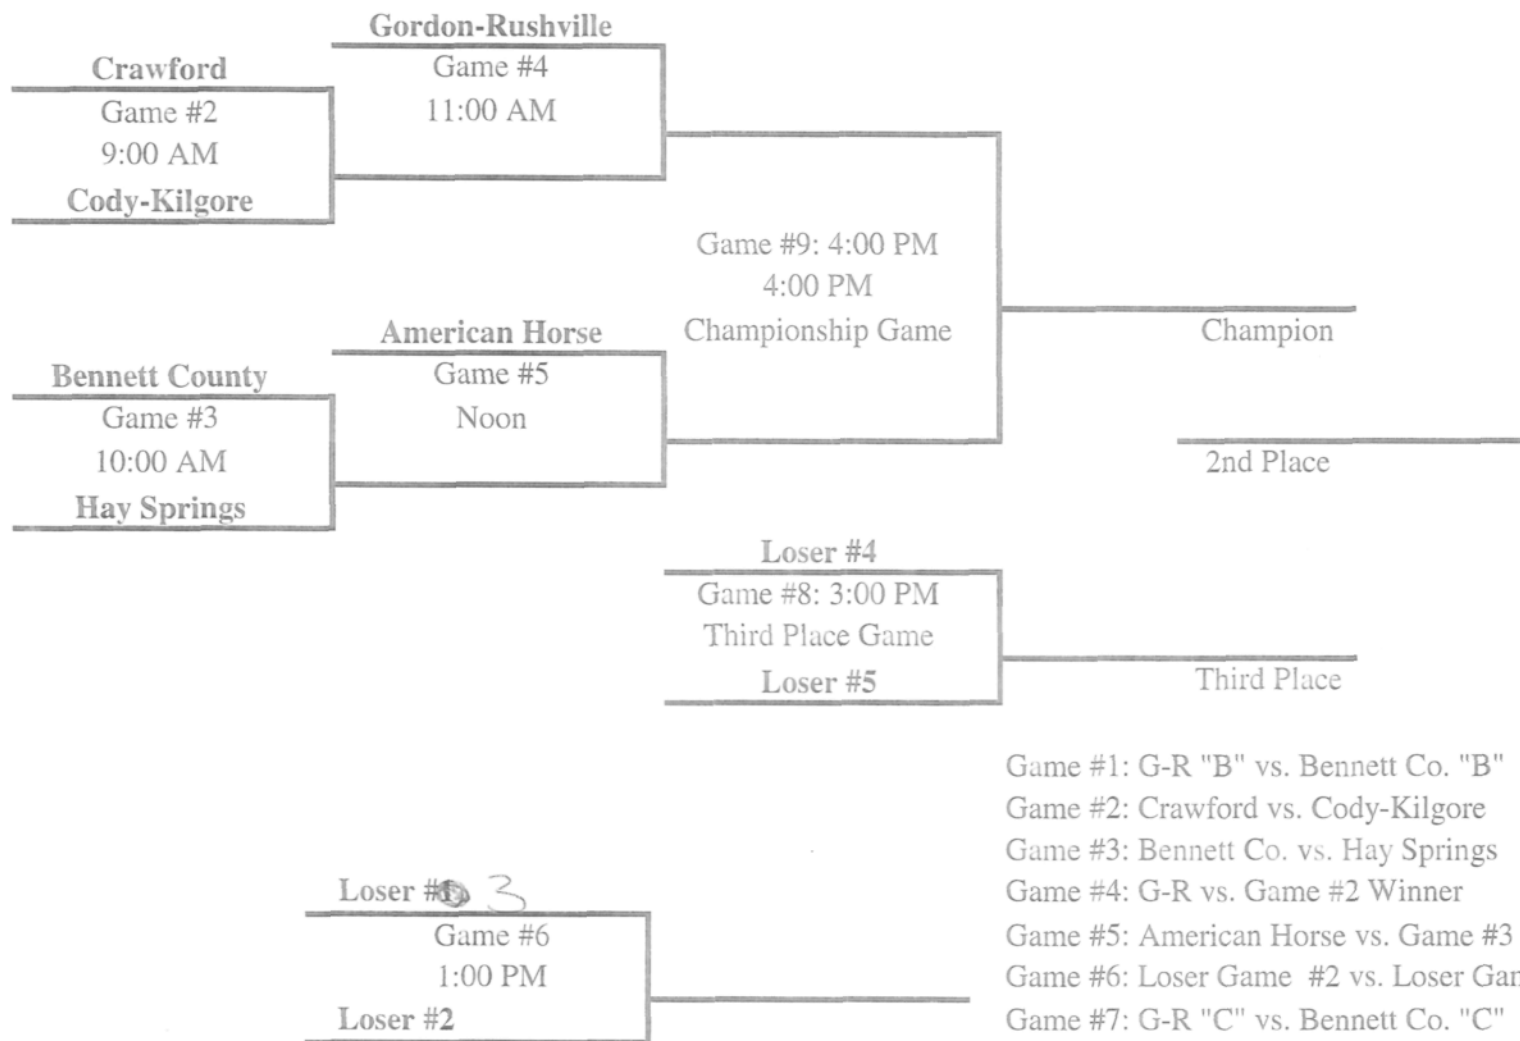 Gordon-Rushville
Crawford
Game #4
Game #2
11:00 AM
9:00 AM
Cody-Kilgore
Game #9: 4:00 PM
4:00 PM
Championship Game
Champion
American Horse
Bennett County
Game #5
Game #3
Noon
10:00 AM
2nd Place
Hay Springs
Loser #4
Game #8: 3:00 PM
Third Place Game
Loser #5
Third Place
Game #1: G-R "B" vs. Bennett Co. "B"
Game #2: Crawford vs. Cody-Kilgore
Game #3: Bennett Co. vs. Hay Springs
Game #4: G-R vs. Game #2 Winner
Game #5: American Horse vs. Game #3
Game #6: Loser Game #2 vs. Loser Gam
Game #7: G-R "C" vs. Bennett Co. "C"
Loser # 3
Game #6
1:00 PM
Loser #2